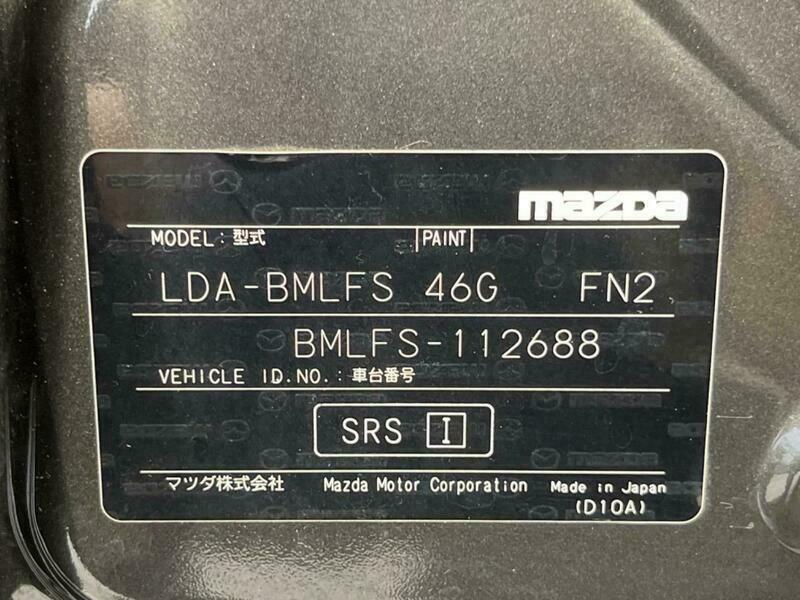 mazda
MODEL:型式 PAINT
LDA-BMLFS 46G FN2
BMLFS-112688
VEHICLE ID.NO.:車台番号
SRS I
マツダ株式会社 Mazda Motor Corporation Made in Japan
(D10A)